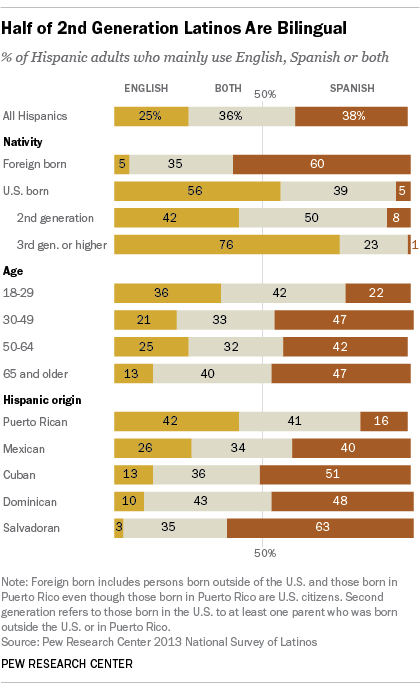 Half of 2nd Generation Latinos Are Bilingual
% of Hispanic adults who mainly use English, Spanish or both
ENGLISH BOTH SPANISH
50%
All Hispanics 25% 36% 38%
Nativity
Foreign born 5 35 60
U.S. born 56 39 5
2nd generation 42 50 8
3rd gen. or higher 76 23 1
Age
18-29 36 42 22
30-49 21 33 47
50-64 25 32 42
65 and older 13 40 47
Hispanic origin
Puerto Rican 42 41 16
Mexican 26 34 40
Cuban 13 36 51
Dominican 10 43 48
Salvadoran 3 35 63
50%
Note: Foreign born includes persons born outside of the U.S. and those born in
Puerto Rico even though those born in Puerto Rico are U.S. citizens. Second
generation refers to those born in the U.S. to at least one parent who was born
outside the U.S. or in Puerto Rico.
Source: Pew Research Center 2013 National Survey of Latinos
PEW RESEARCH CENTER